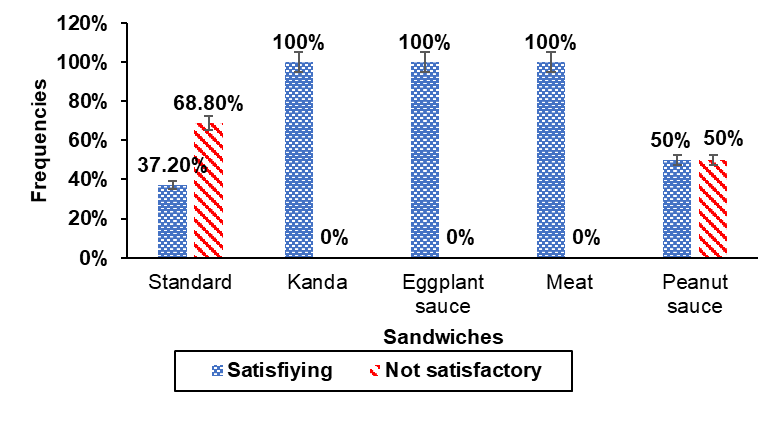 120%
100%
80%
60%
40%
20%
0%
Frequencies
37.20%
68.80%
100%
0%
100%
0%
100%
0%
50%
50%
Standard
Kanda
Eggplant
sauce
Meat
Peanut
sauce
Sandwiches
Satisfiying
Not satisfactory